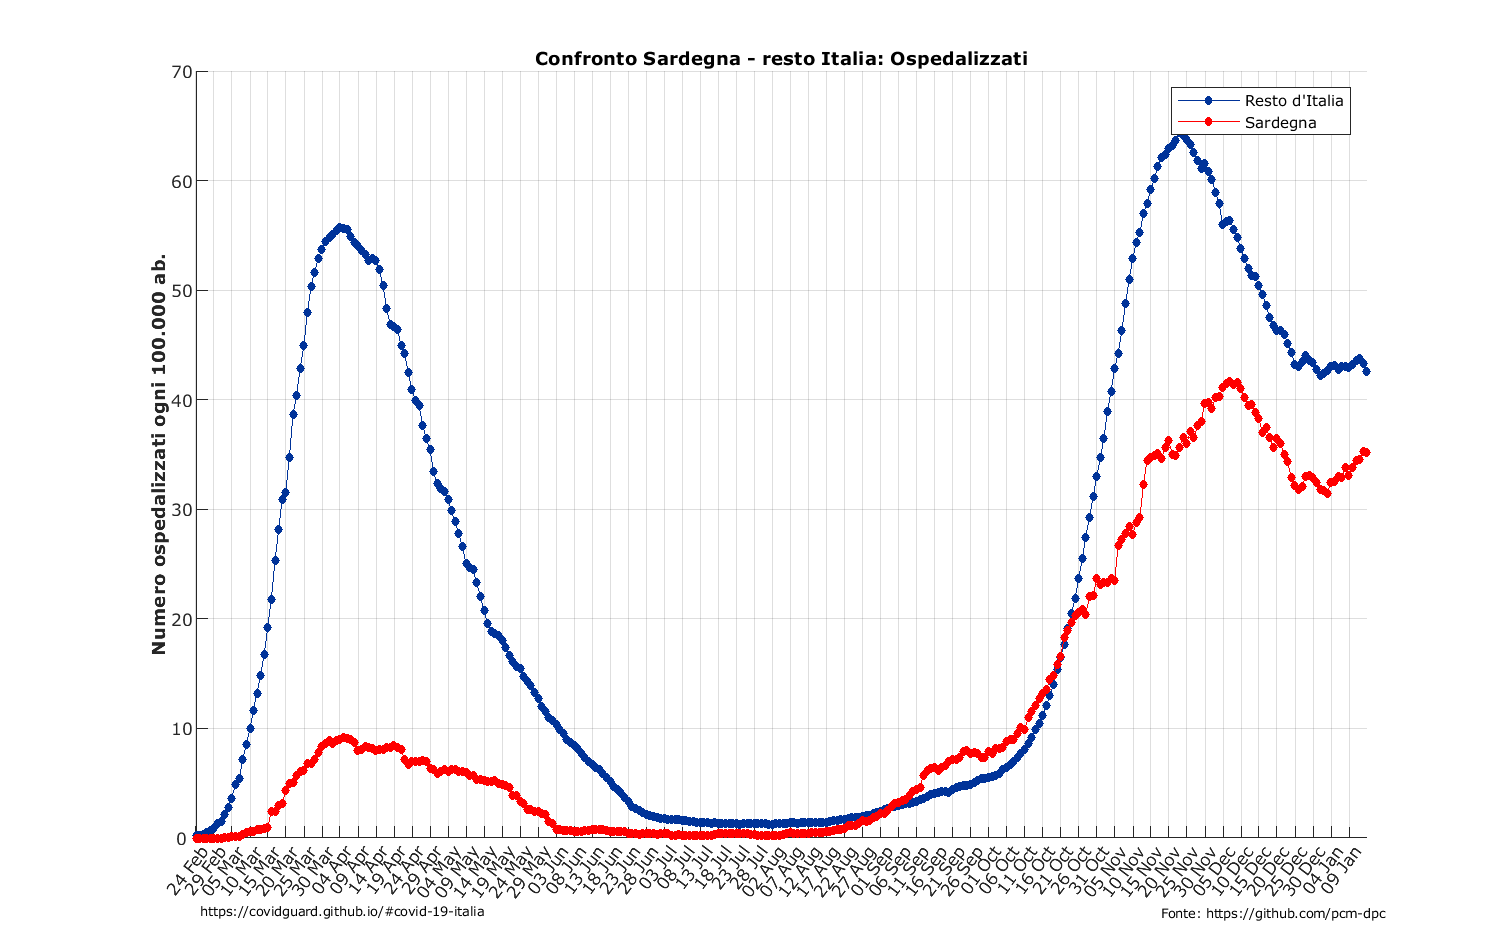 Confronto Sardegna - resto Italia: Ospedalizzati
Resto d'Italia
Sardegna
Numero ospedalizzati ogni 100.000 ab.
70
60
50
40
30
20
10
0
24 Feb
29 Feb
05 Mar
10 Mar
15 Mar
20 Mar
25 Mar
30 Mar
04 Apr
09 Apr
14 Apr
19 Apr
24 Apr
29 Apr
04 May
09 May
14 May
19 May
24 May
29 May
03 Jun
08 Jun
13 Jun
18 Jun
23 Jun
28 Jun
03 Jul
08 Jul
13 Jul
18 Jul
23 Jul
28 Jul
02 Aug
07 Aug
12 Aug
17 Aug
22 Aug
27 Aug
01 Sep
06 Sep
11 Sep
16 Sep
21 Sep
26 Sep
01 Oct
06 Oct
11 Oct
16 Oct
21 Oct
26 Oct
31 Oct
05 Nov
10 Nov
15 Nov
20 Nov
25 Nov
30 Nov
05 Dec
10 Dec
15 Dec
20 Dec
25 Dec
30 Dec
04 Jan
09 Jan
https://covidguard.github.io/#covid-19-italia
Fonte: https://github.com/pcm-dpc